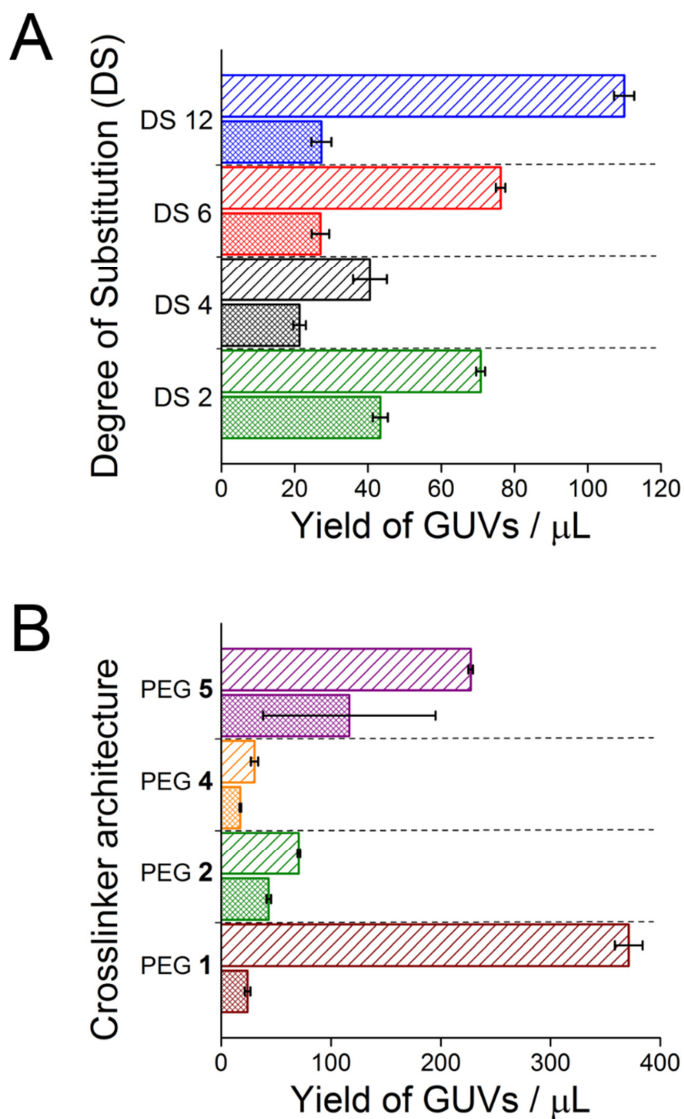 A
Degree of Substitution (DS)
DS 12
DS 6
DS 4
DS 2
0 20 40 60 80 100 120
Yield of GUVs / μL
B
Crosslinker architecture
PEG 5
PEG 4
PEG 2
PEG 1
0 100 200 300 400
Yield of GUVs / μL